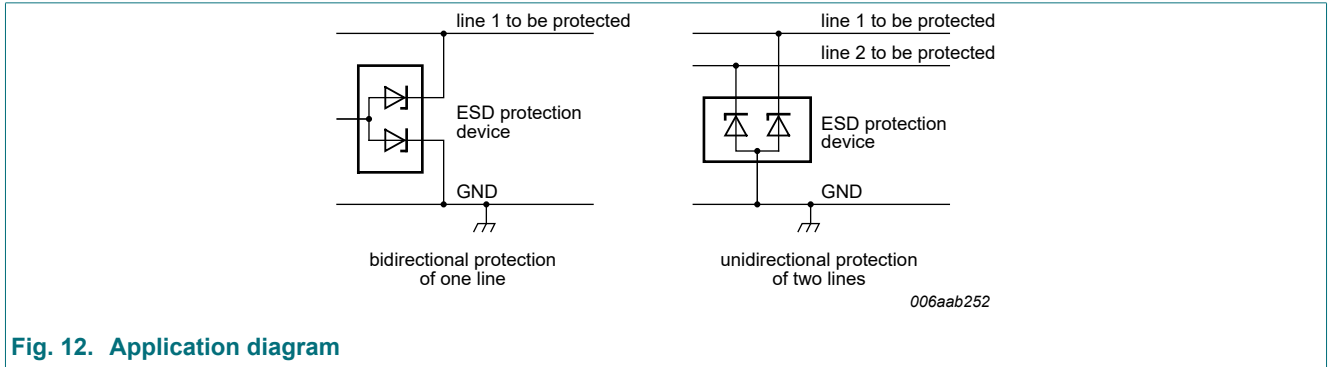 line 1 to be protected
ESD protection
device
GND
bidirectional protection
of one line
line 1 to be protected
line 2 to be protected
ESD protection
device
GND
unidirectional protection
of two lines
006aab252
Fig. 12. Application diagram